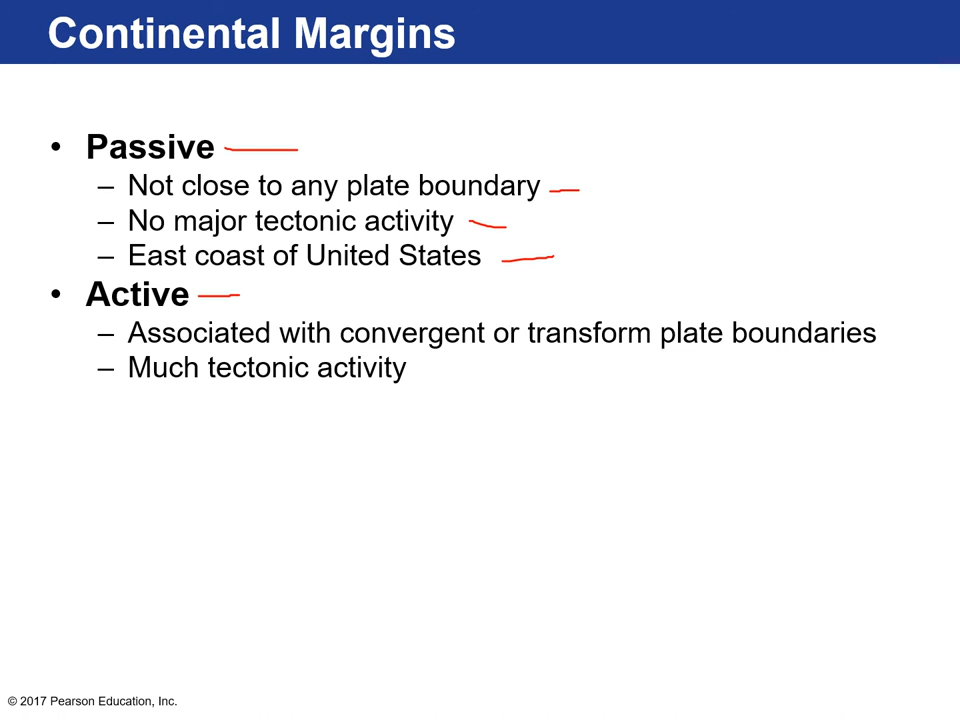 Continental Margins
• Passive
– Not close to any plate boundary
– No major tectonic activity
– East coast of United States
• Active
– Associated with convergent or transform plate boundaries
– Much tectonic activity
© 2017 Pearson Education, Inc.